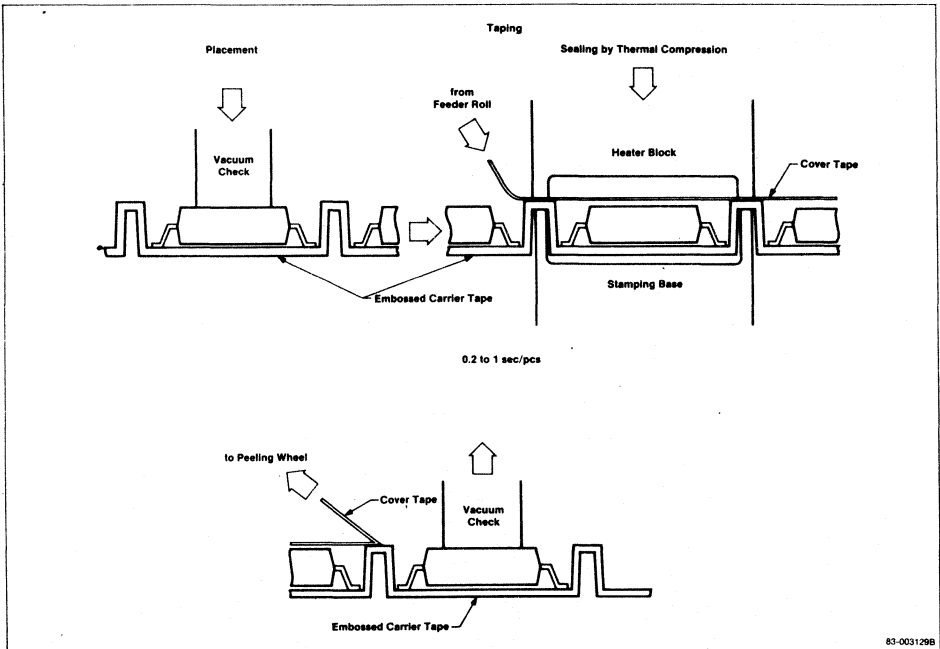 Taping
Placement
Sealing by Thermal Compression
from
Feeder Roll
Vacuum
Check
Heater Block
Cover Tape
Embossed Carrier Tape
Stamping Base
0.2 to 1 sec/pcs
to Peeling Wheel
Cover Tape
Vacuum
Check
Embossed Carrier Tape
83-003129B